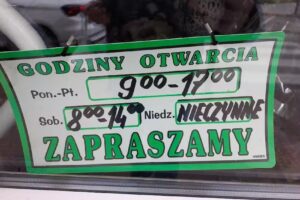 GODZINY OTWARCIA
Pon.-Pt. 9⁰⁰-17⁰⁰
Sob. 8⁰⁰-14⁰⁰ Niedz. NIECZYNNE
ZAPRASZAMY